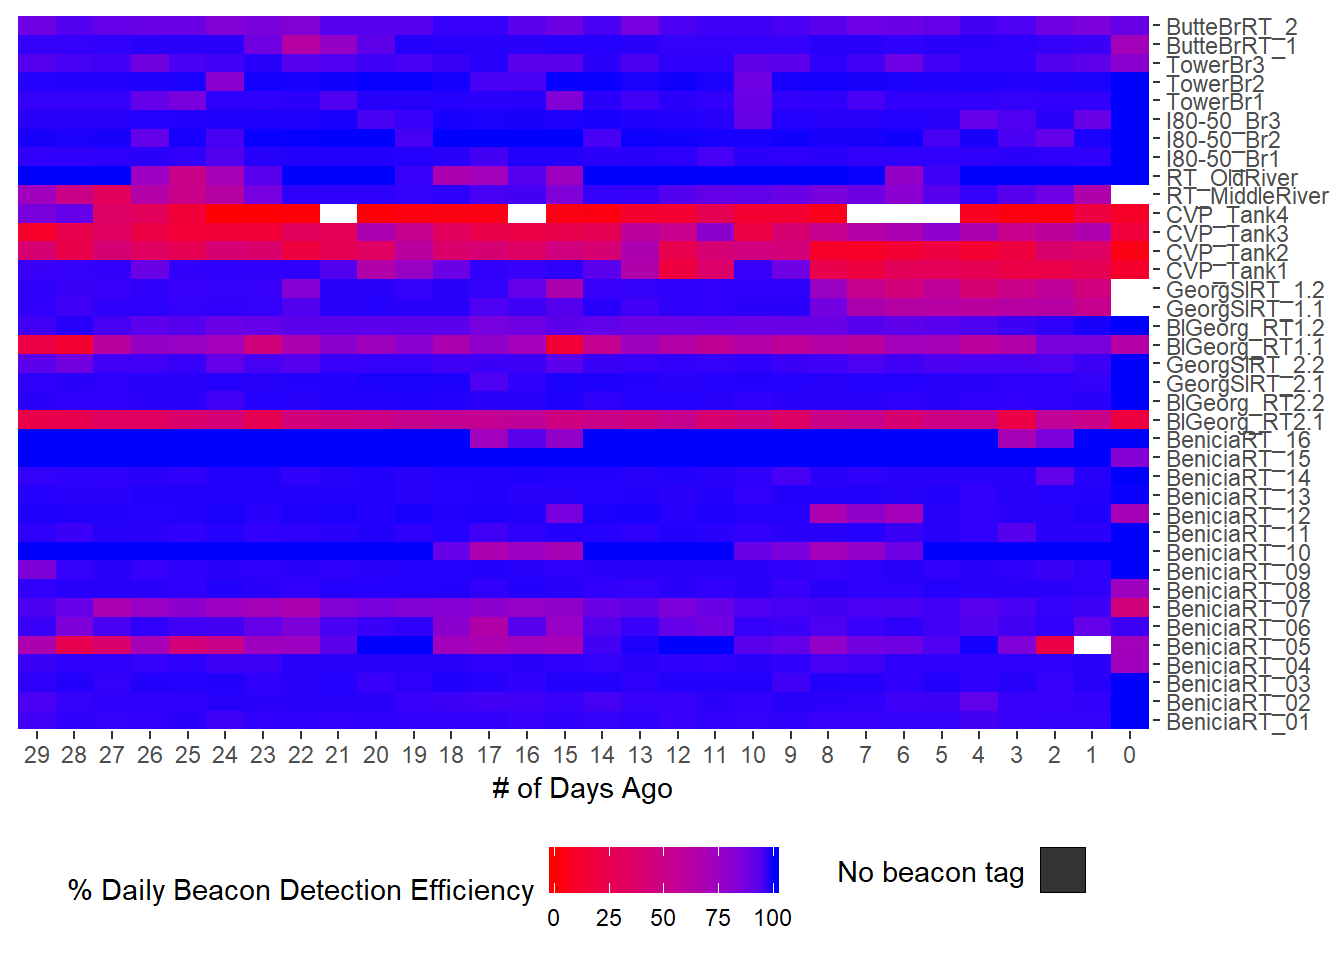 ButteBrRT_2
ButteBrRT_1
TowerBr3
TowerBr2
TowerBr1
I80-50_Br3
I80-50_Br2
I80-50_Br1
RT_OldRiver
RT_MiddleRiver
CVP_Tank4
CVP_Tank3
CVP_Tank2
CVP_Tank1
GeorgSlRT_1.2
GeorgSlRT_1.1
BlGeorg_RT1.2
BlGeorg_RT1.1
GeorgSlRT_2.2
GeorgSlRT_2.1
BlGeorg_RT2.2
BlGeorg_RT2.1
BeniciaRT_16
BeniciaRT_15
BeniciaRT_14
BeniciaRT_13
BeniciaRT_12
BeniciaRT_11
BeniciaRT_10
BeniciaRT_09
BeniciaRT_08
BeniciaRT_07
BeniciaRT_06
BeniciaRT_05
BeniciaRT_04
BeniciaRT_03
BeniciaRT_02
BeniciaRT_01
29 28 27 26 25 24 23 22 21 20 19 18 17 16 15 14 13 12 11 10 9 8 7 6 5 4 3 2 1 0
# of Days Ago
% Daily Beacon Detection Efficiency
0 25 50 75 100
No beacon tag